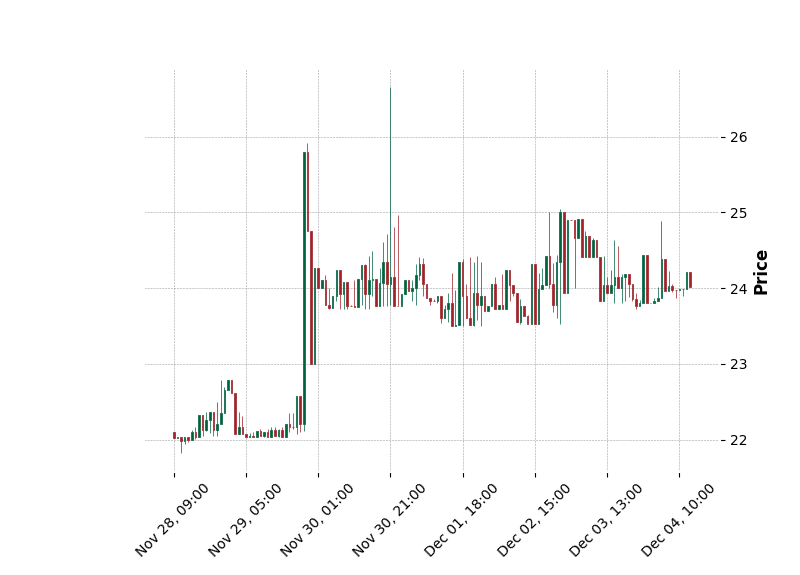 26
25
24
23
22
Price
Nov 28, 09:00
Nov 29, 05:00
Nov 30, 01:00
Nov 30, 21:00
Dec 01, 18:00
Dec 02, 15:00
Dec 03, 13:00
Dec 04, 10:00